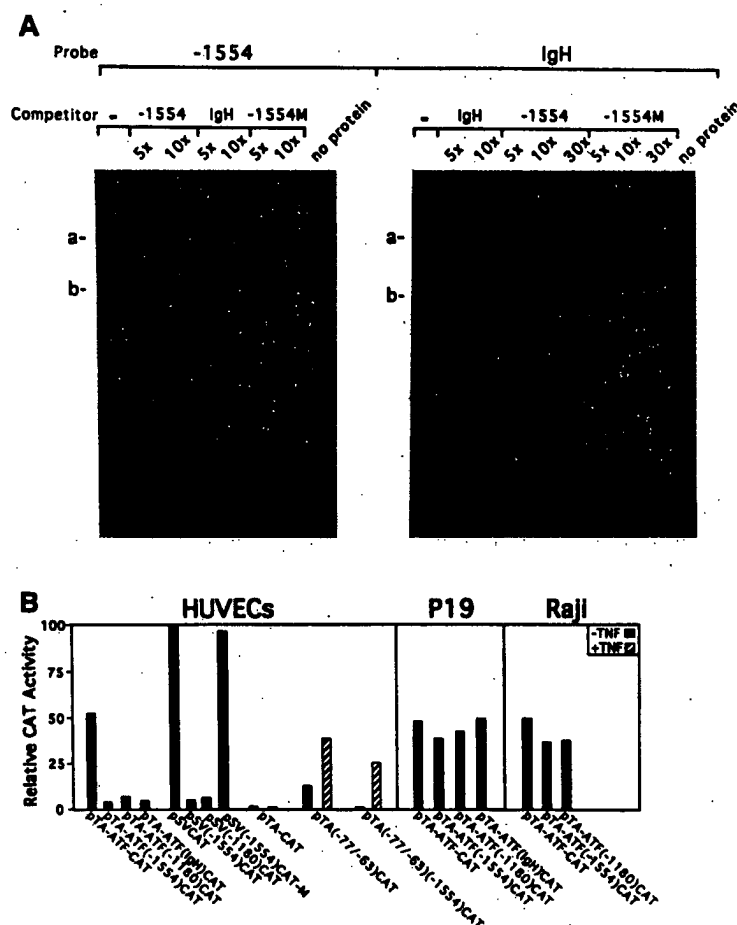 A
Probe -1554 IgH
Competitor - -1554 IgH -1554M - IgH -1554 -1554M
5x 10x 5x 10x 5x 10x no protein 5x 10x 5x 10x 30x 5x 10x 30x no protein
a- a-
b- b-
B
HUVECs P19 Raji
Relative CAT Activity
100
75
50
25
0
-TNF
+TNF
pTA-ATF-CAT
pTA-ATF(-1554)CAT
pTA-ATF(-1180)CAT
pTA-ATF(IgH)CAT
pSVCAT
pSV(-1554)CAT
pSV(-1180)CAT
pSV(-1554)CAT-M
pTA-CAT
pTA(-77/-63)CAT
pTA(-77/-63)(-1554)CAT
pTA-ATF-CAT
pTA-ATF(-1554)CAT
pTA-ATF(-1180)CAT
pTA-ATF(IgH)CAT
pTA-ATF-CAT
pTA-ATF(-1554)CAT
pTA-ATF(-1180)CAT